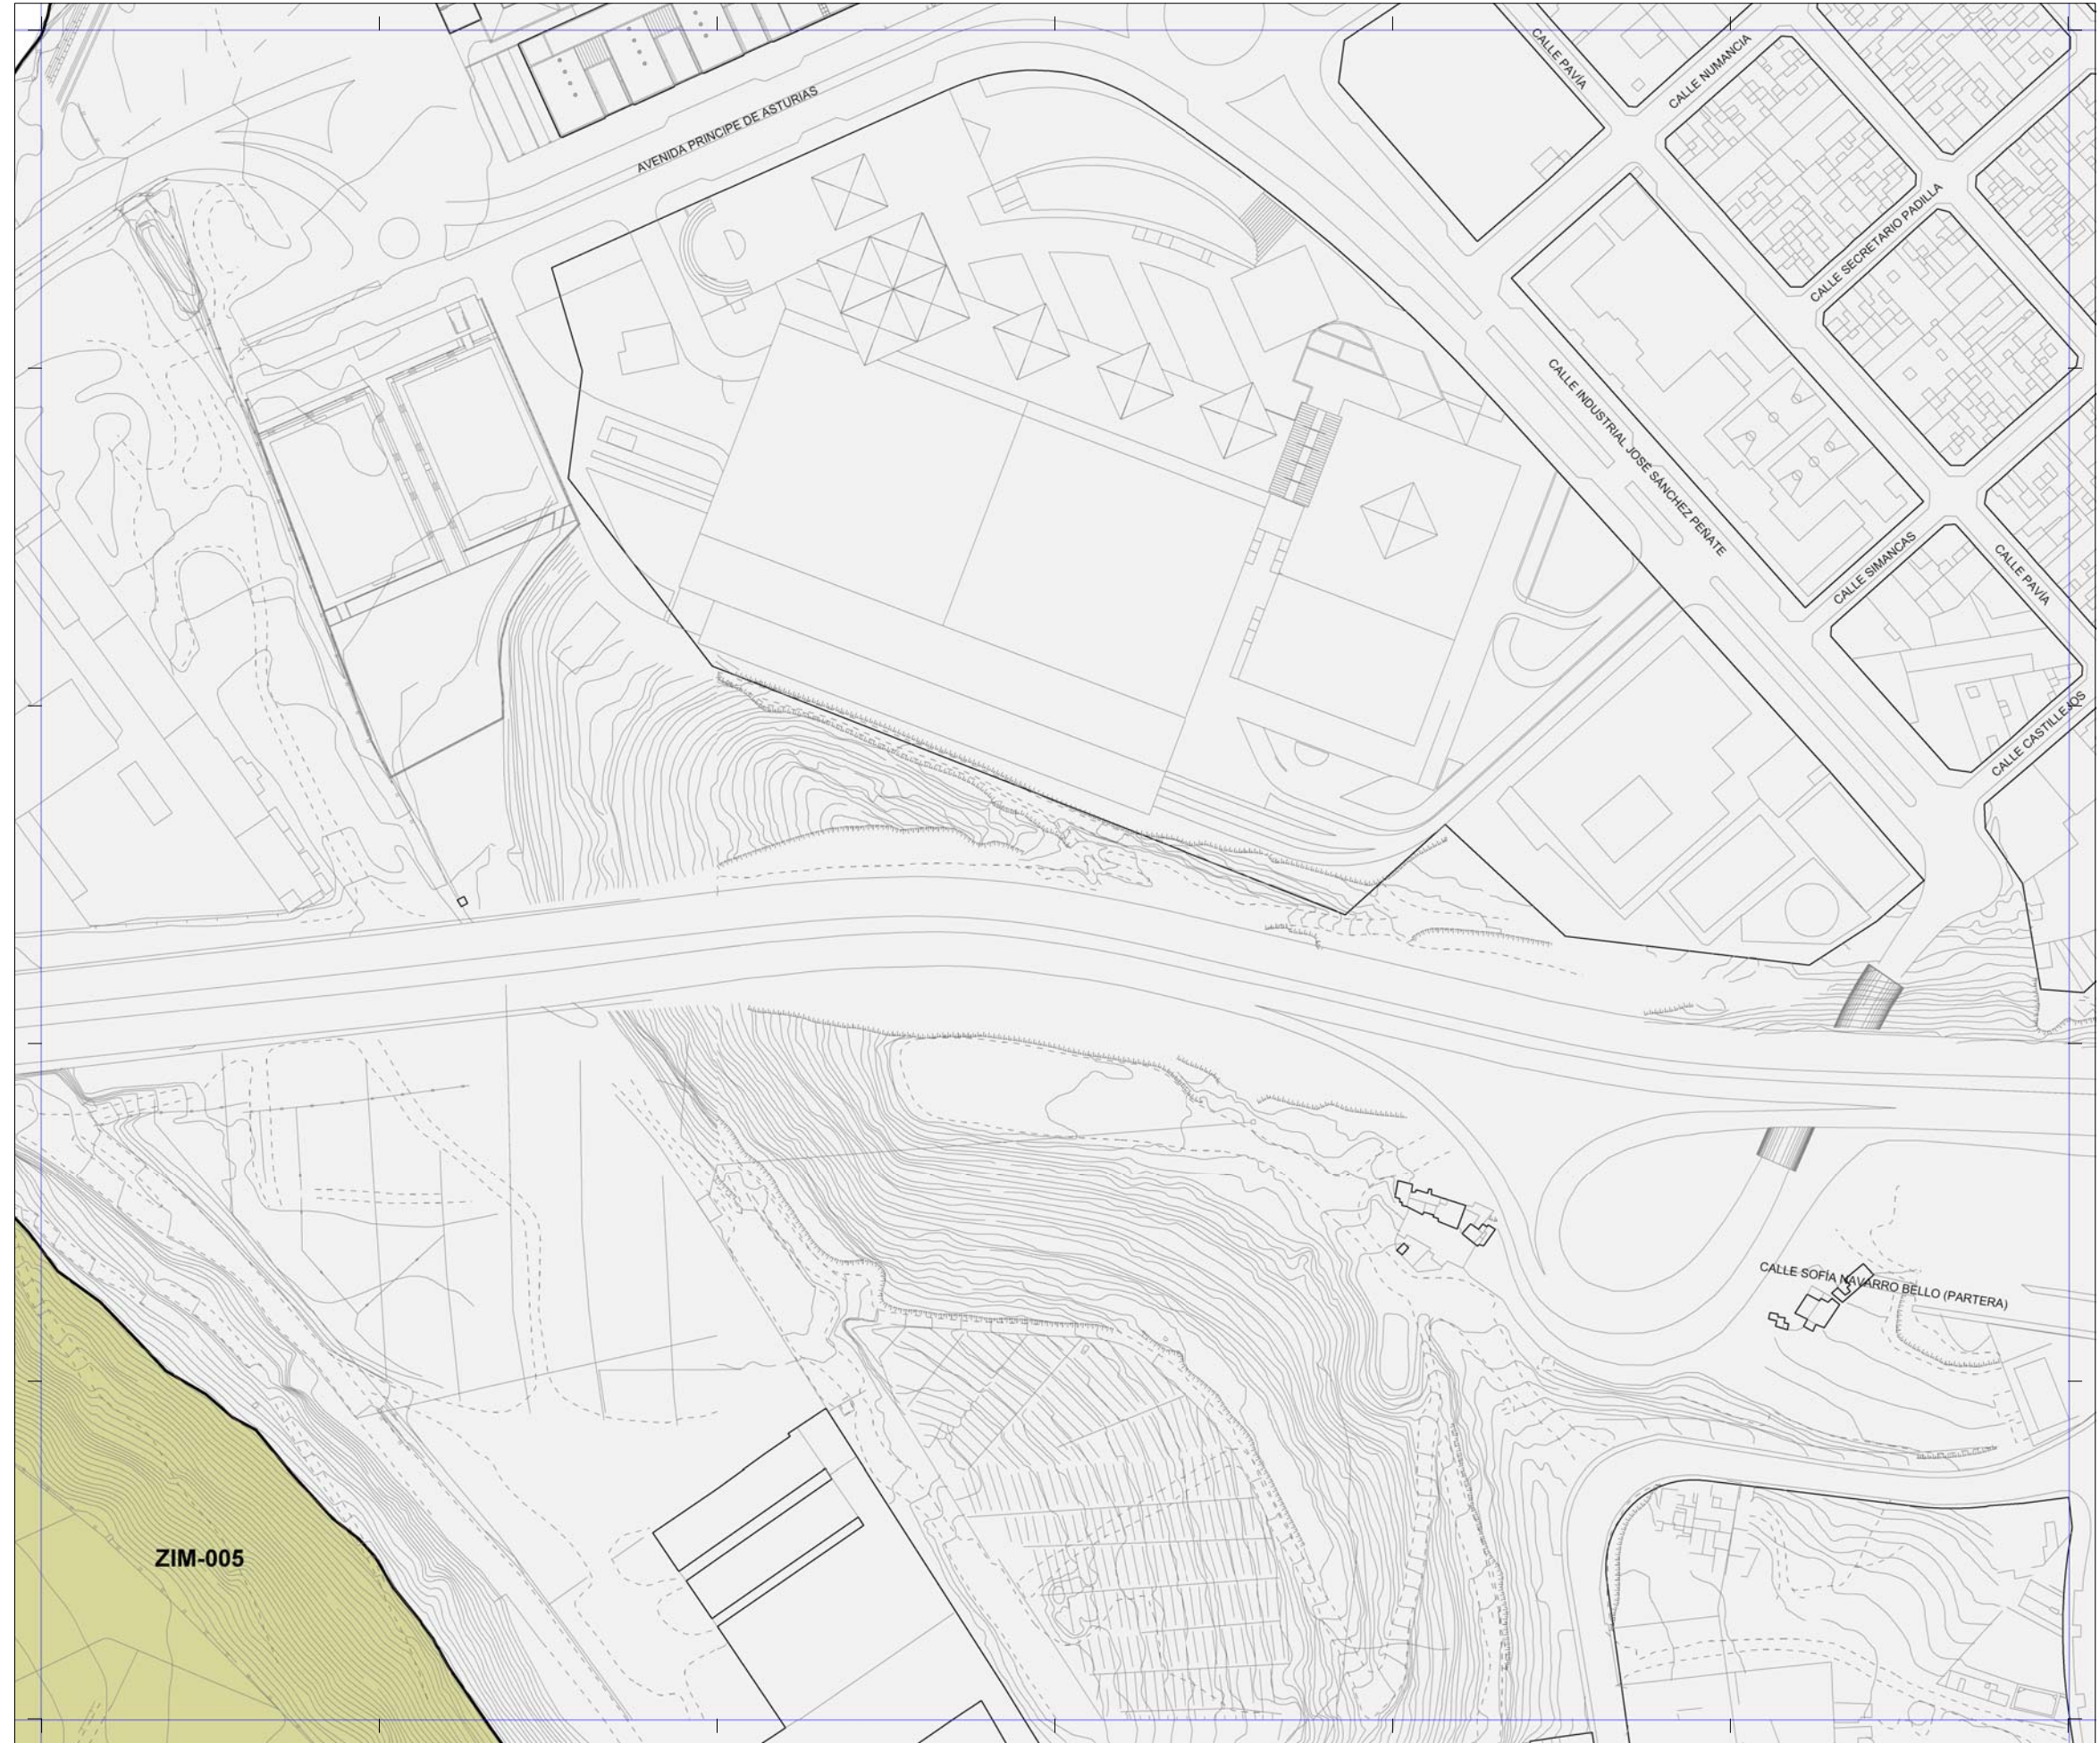 CALLE PAVÍA
CALLE NUMANCIA
AVENIDA PRINCIPE DE ASTURIAS
CALLE SECRETARIO PADILLA
CALLE INDUSTRIAL JOSÉ SÁNCHEZ PEÑATE
CALLE SIMANCAS
CALLE PAVÍA
CALLE CASTILLEJOS
CALLE SOFÍA NAVARRO BELLO (PARTERA)
ZIM-005